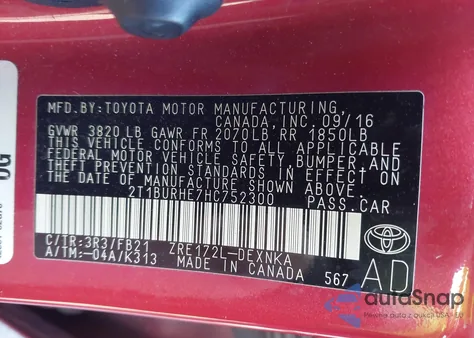 MFD.BY:TOYOTA MOTOR MANUFACTURING,
CANADA,INC. 09/16
GVWR 3820 LB GAWR FR 2070LB RR 1850LB
THIS VEHICLE CONFORMS TO ALL APPLICABLE
FEDERAL MOTOR VEHICLE SAFETY,BUMPER,AND
THEFT PREVENTION STANDARDS IN EFFECT ON
THE DATE OF MANUFACTURE SHOWN ABOVE.
2T1BURHE7HC752300 PASS.CAR
C/TR:3R3/FB21 ZRE172L-DEXNKA
A/TM:-04A/K313 MADE IN CANADA 567
AD
TOYOTA
DG
autaSnap